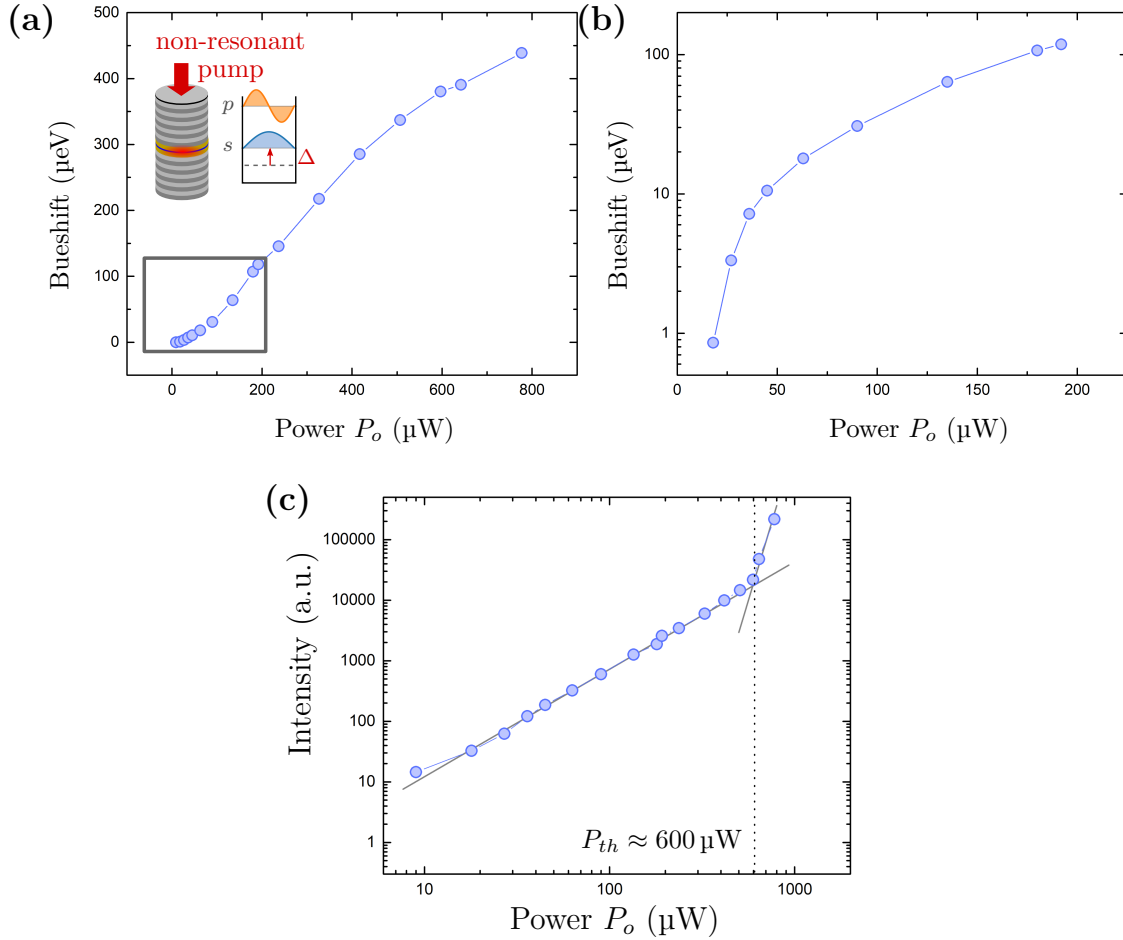 (a)
non-resonant
pump
p
s
Δ
Bueshift (µeV)
500
400
300
200
100
0
0 200 400 600 800
Power P_o (µW)
(b)
Bueshift (µeV)
100
10
1
0 50 100 150 200
Power P_o (µW)
(c)
Intensity (a.u.)
100000
10000
1000
100
10
1
P_th ≈ 600 µW
10 100 1000
Power P_o (µW)